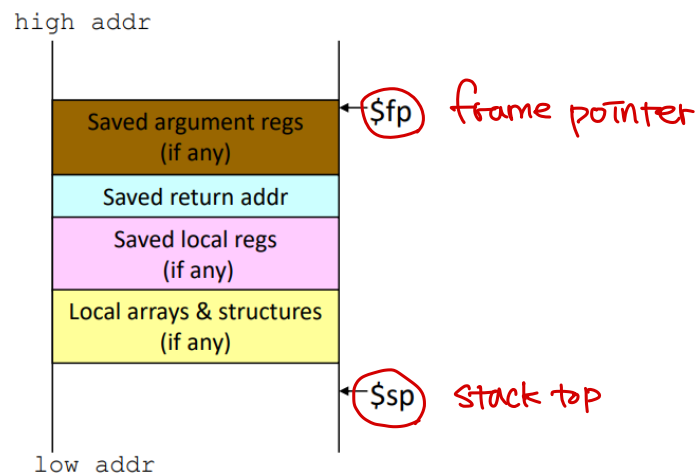 high addr
$fp frame pointer
Saved argument regs
(if any)
Saved return addr
Saved local regs
(if any)
Local arrays & structures
(if any)
$sp stack top
low addr